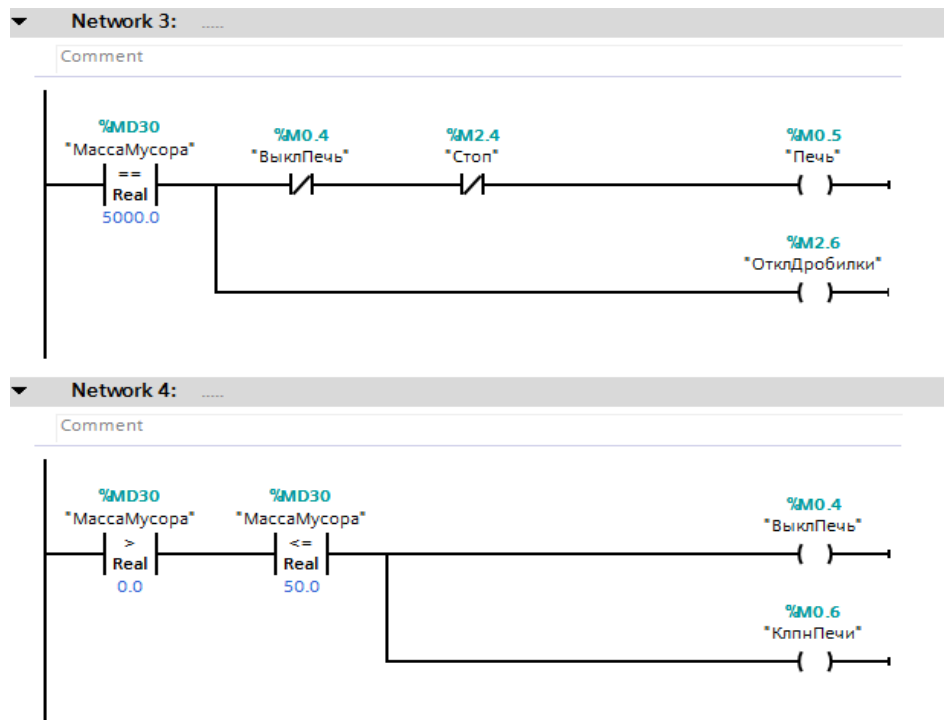 Network 3: .....
Comment
%MD30
"МассаМусора"
==
Real
5000.0
%M0.4
"ВыклПечь"
%M2.4
"Стоп"
%M0.5
"Печь"
%M2.6
"ОтклДробилки"
Network 4: .....
Comment
%MD30
"МассаМусора"
>
Real
0.0
%MD30
"МассаМусора"
<=
Real
50.0
%M0.4
"ВыклПечь"
%M0.6
"КлпнПечи"